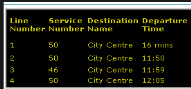 Line Service Destination Departure
Number Number Name Time
1 50 City Centre 16 mins
2 50 City Centre 11:50
3 46 City Centre 11:59
4 50 City Centre 12:05